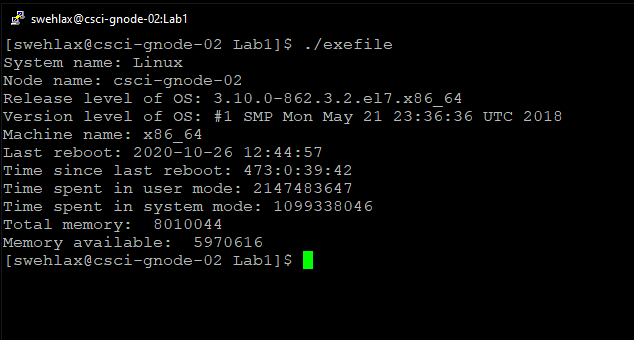 swehlax@csci-gnode-02:Lab1
[swehlax@csci-gnode-02 Lab1]$ ./exefile
System name: Linux
Node name: csci-gnode-02
Release level of OS: 3.10.0-862.3.2.el7.x86_64
Version level of OS: #1 SMP Mon May 21 23:36:36 UTC 2018
Machine name: x86_64
Last reboot: 2020-10-26 12:44:57
Time since last reboot: 473:0:39:42
Time spent in user mode: 2147483647
Time spent in system mode: 1099338046
Total memory:  8010044
Memory available:  5970616
[swehlax@csci-gnode-02 Lab1]$